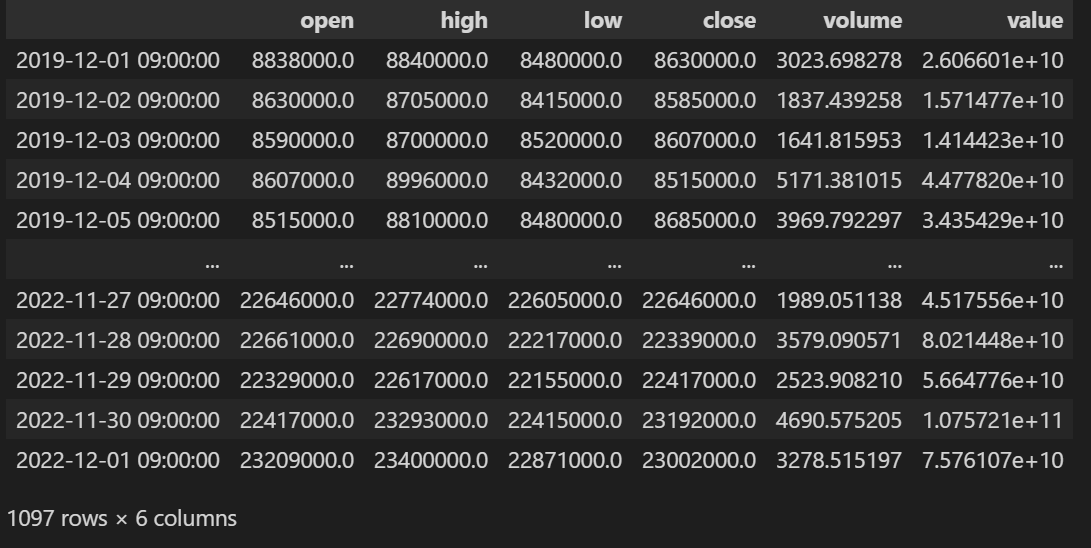 open high low close volume value
2019-12-01 09:00:00 8838000.0 8840000.0 8480000.0 8630000.0 3023.698278 2.606601e+10
2019-12-02 09:00:00 8630000.0 8705000.0 8415000.0 8585000.0 1837.439258 1.571477e+10
2019-12-03 09:00:00 8590000.0 8700000.0 8520000.0 8607000.0 1641.815953 1.414423e+10
2019-12-04 09:00:00 8607000.0 8996000.0 8432000.0 8515000.0 5171.381015 4.477820e+10
2019-12-05 09:00:00 8515000.0 8810000.0 8480000.0 8685000.0 3969.792297 3.435429e+10
... ... ... ... ... ... ...
2022-11-27 09:00:00 22646000.0 22774000.0 22605000.0 22646000.0 1989.051138 4.517556e+10
2022-11-28 09:00:00 22661000.0 22690000.0 22217000.0 22339000.0 3579.090571 8.021448e+10
2022-11-29 09:00:00 22329000.0 22617000.0 22155000.0 22417000.0 2523.908210 5.664776e+10
2022-11-30 09:00:00 22417000.0 23293000.0 22415000.0 23192000.0 4690.575205 1.075721e+11
2022-12-01 09:00:00 23209000.0 23400000.0 22871000.0 23002000.0 3278.515197 7.576107e+10
1097 rows × 6 columns